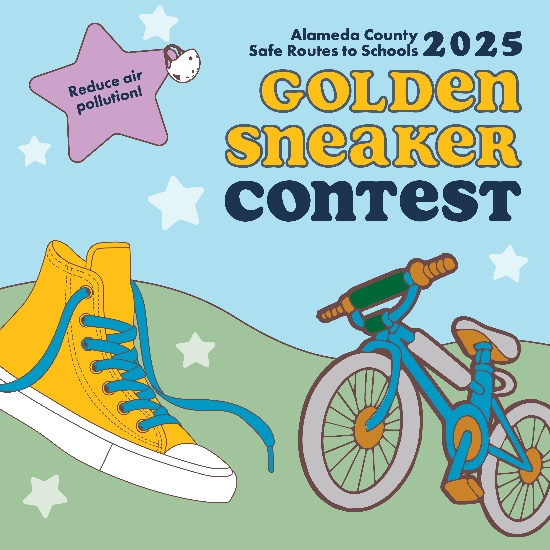 Alameda County
Safe Routes to Schools 2025
GOLDEN
SNEAKER
CONTEST
Reduce air
pollution!